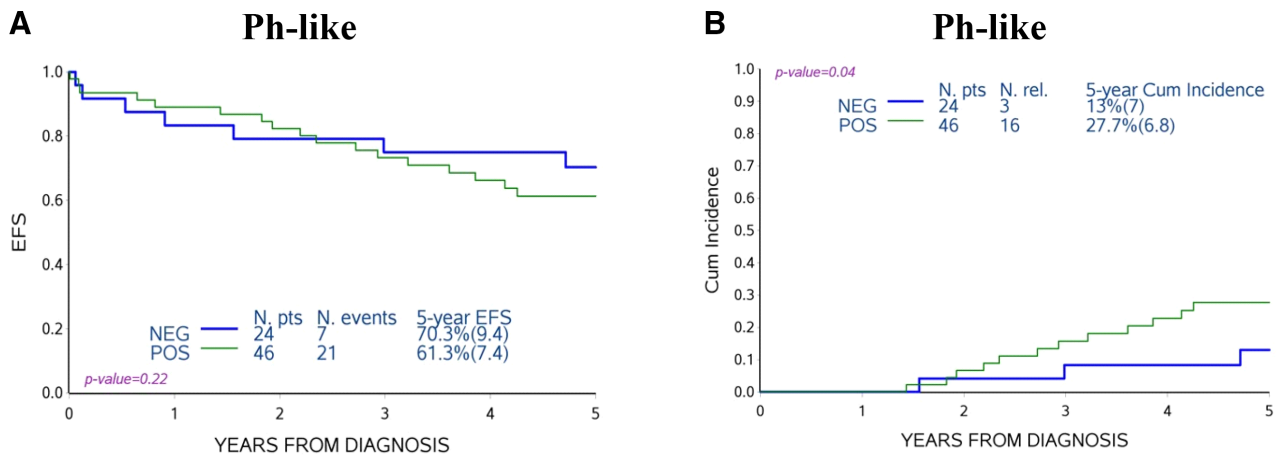 A
Ph-like
1.0
0.8
0.6
0.4
0.2
0.0
EFS
N. pts N. events 5-year EFS
NEG 24 7 70.3%(9.4)
POS 46 21 61.3%(7.4)
p-value=0.22
0 1 2 3 4 5
YEARS FROM DIAGNOSIS
B
Ph-like
1.0
0.9
0.8
0.7
0.6
0.5
0.4
0.3
0.2
0.1
0.0
Cum Incidence
p-value=0.04
N. pts N. rel. 5-year Cum Incidence
NEG 24 3 13%(7)
POS 46 16 27.7%(6.8)
0 1 2 3 4 5
YEARS FROM DIAGNOSIS